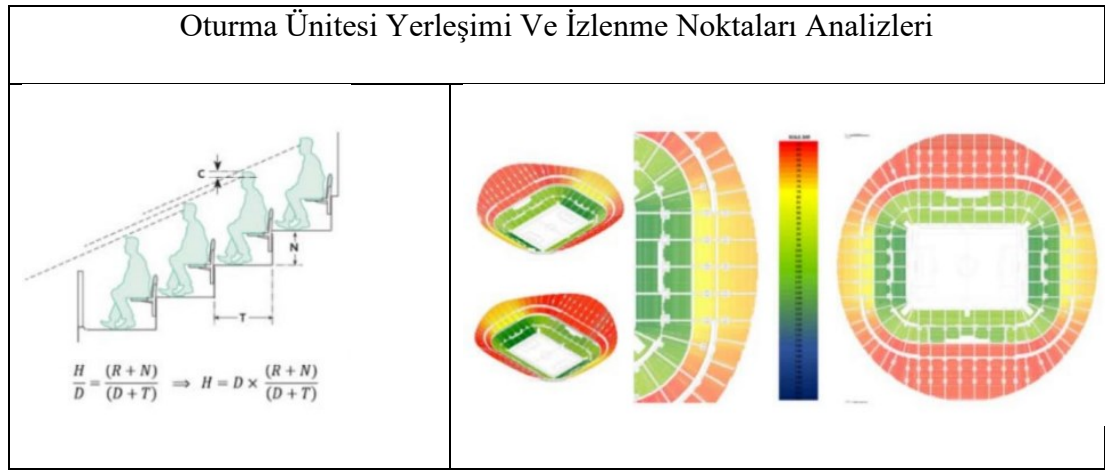 Oturma Ünitesi Yerleşimi Ve İzlenme Noktaları Analizleri
C
N
T
H/D = (R + N)/(D + T) ⟹ H = D × (R + N)/(D + T)